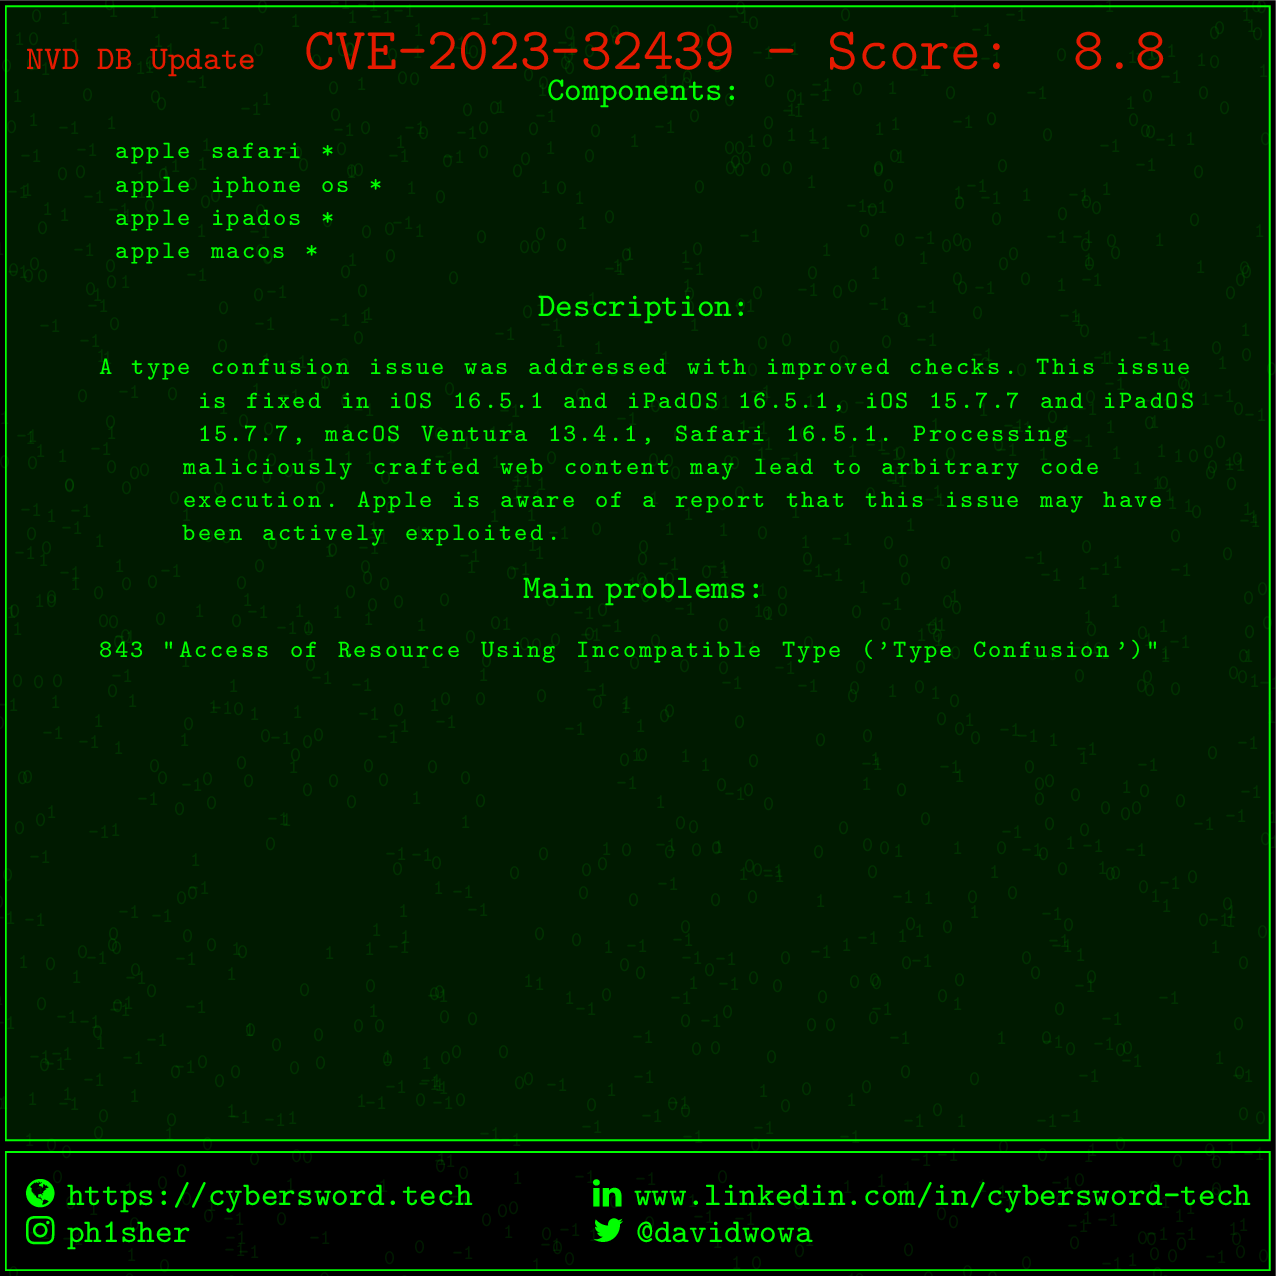 NVD DB Update CVE-2023-32439 - Score: 8.8
Components:
apple safari *
apple iphone os *
apple ipados *
apple macos *
Description:
A type confusion issue was addressed with improved checks. This issue
is fixed in iOS 16.5.1 and iPadOS 16.5.1, iOS 15.7.7 and iPadOS
15.7.7, macOS Ventura 13.4.1, Safari 16.5.1. Processing
maliciously crafted web content may lead to arbitrary code
execution. Apple is aware of a report that this issue may have
been actively exploited.
Main problems:
843 "Access of Resource Using Incompatible Type ('Type Confusion')"
https://cybersword.tech
www.linkedin.com/in/cybersword-tech
ph1sher
@davidwowa